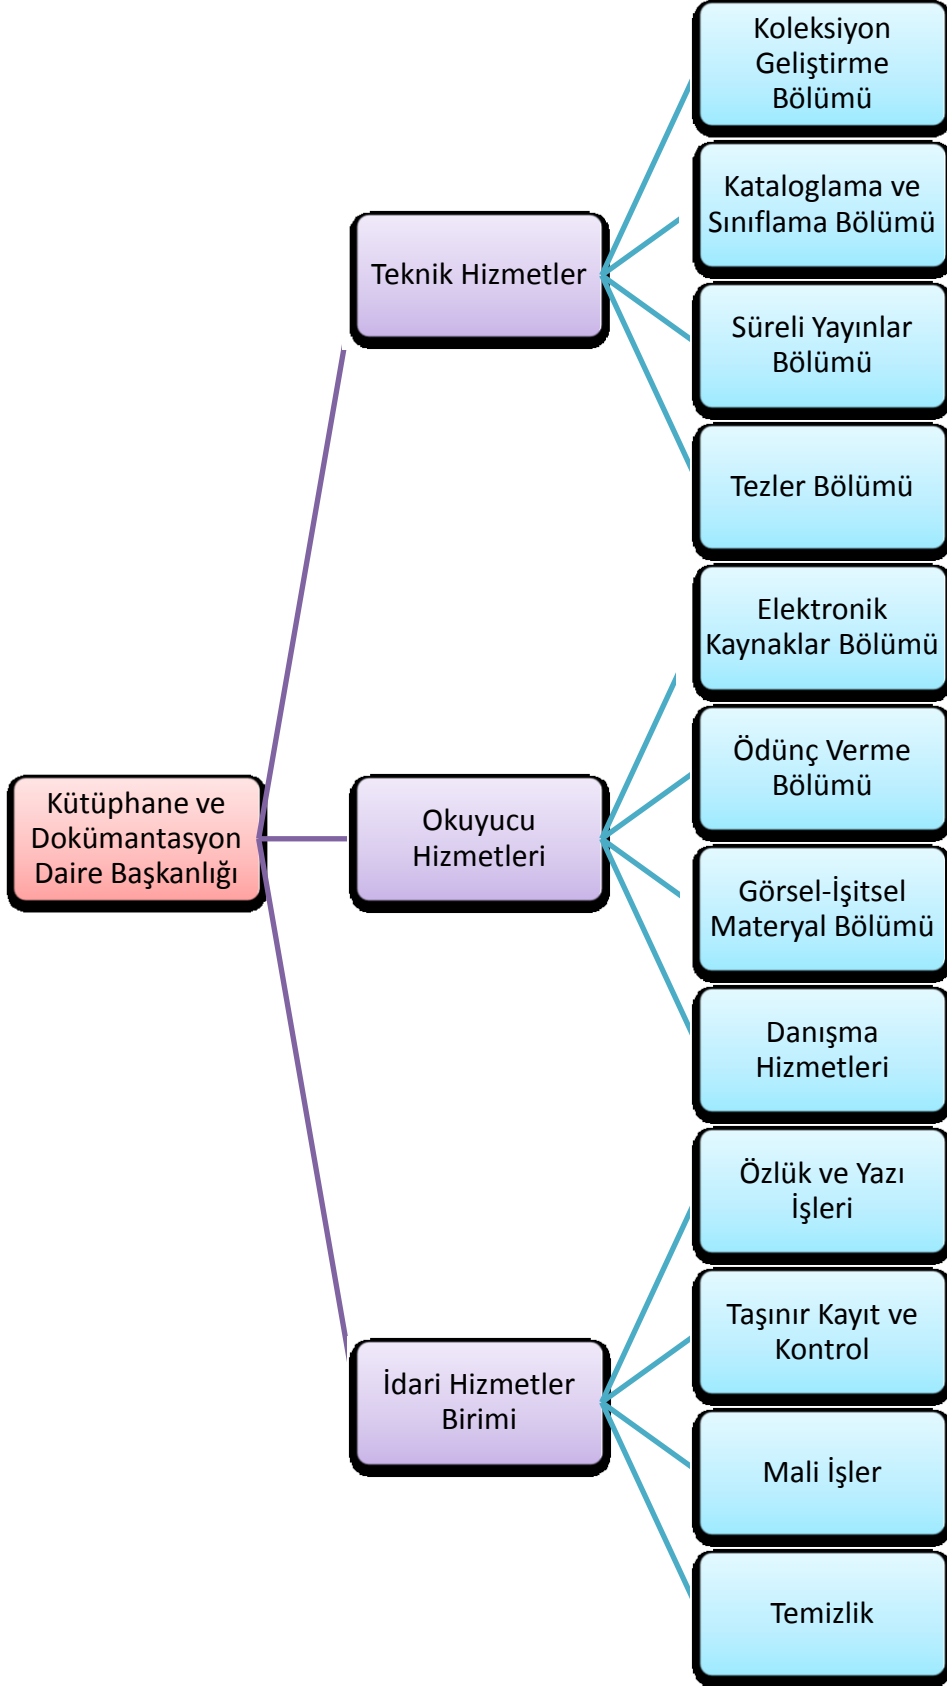 Kütüphane ve
Dokümantasyon
Daire Başkanlığı
Teknik Hizmetler
Koleksiyon
Geliştirme
Bölümü
Kataloglama ve
Sınıflama Bölümü
Süreli Yayınlar
Bölümü
Tezler Bölümü
Okuyucu
Hizmetleri
Elektronik
Kaynaklar Bölümü
Ödünç Verme
Bölümü
Görsel-İşitsel
Materyal Bölümü
Danışma
Hizmetleri
İdari Hizmetler
Birimi
Özlük ve Yazı
İşleri
Taşınır Kayıt ve
Kontrol
Mali İşler
Temizlik